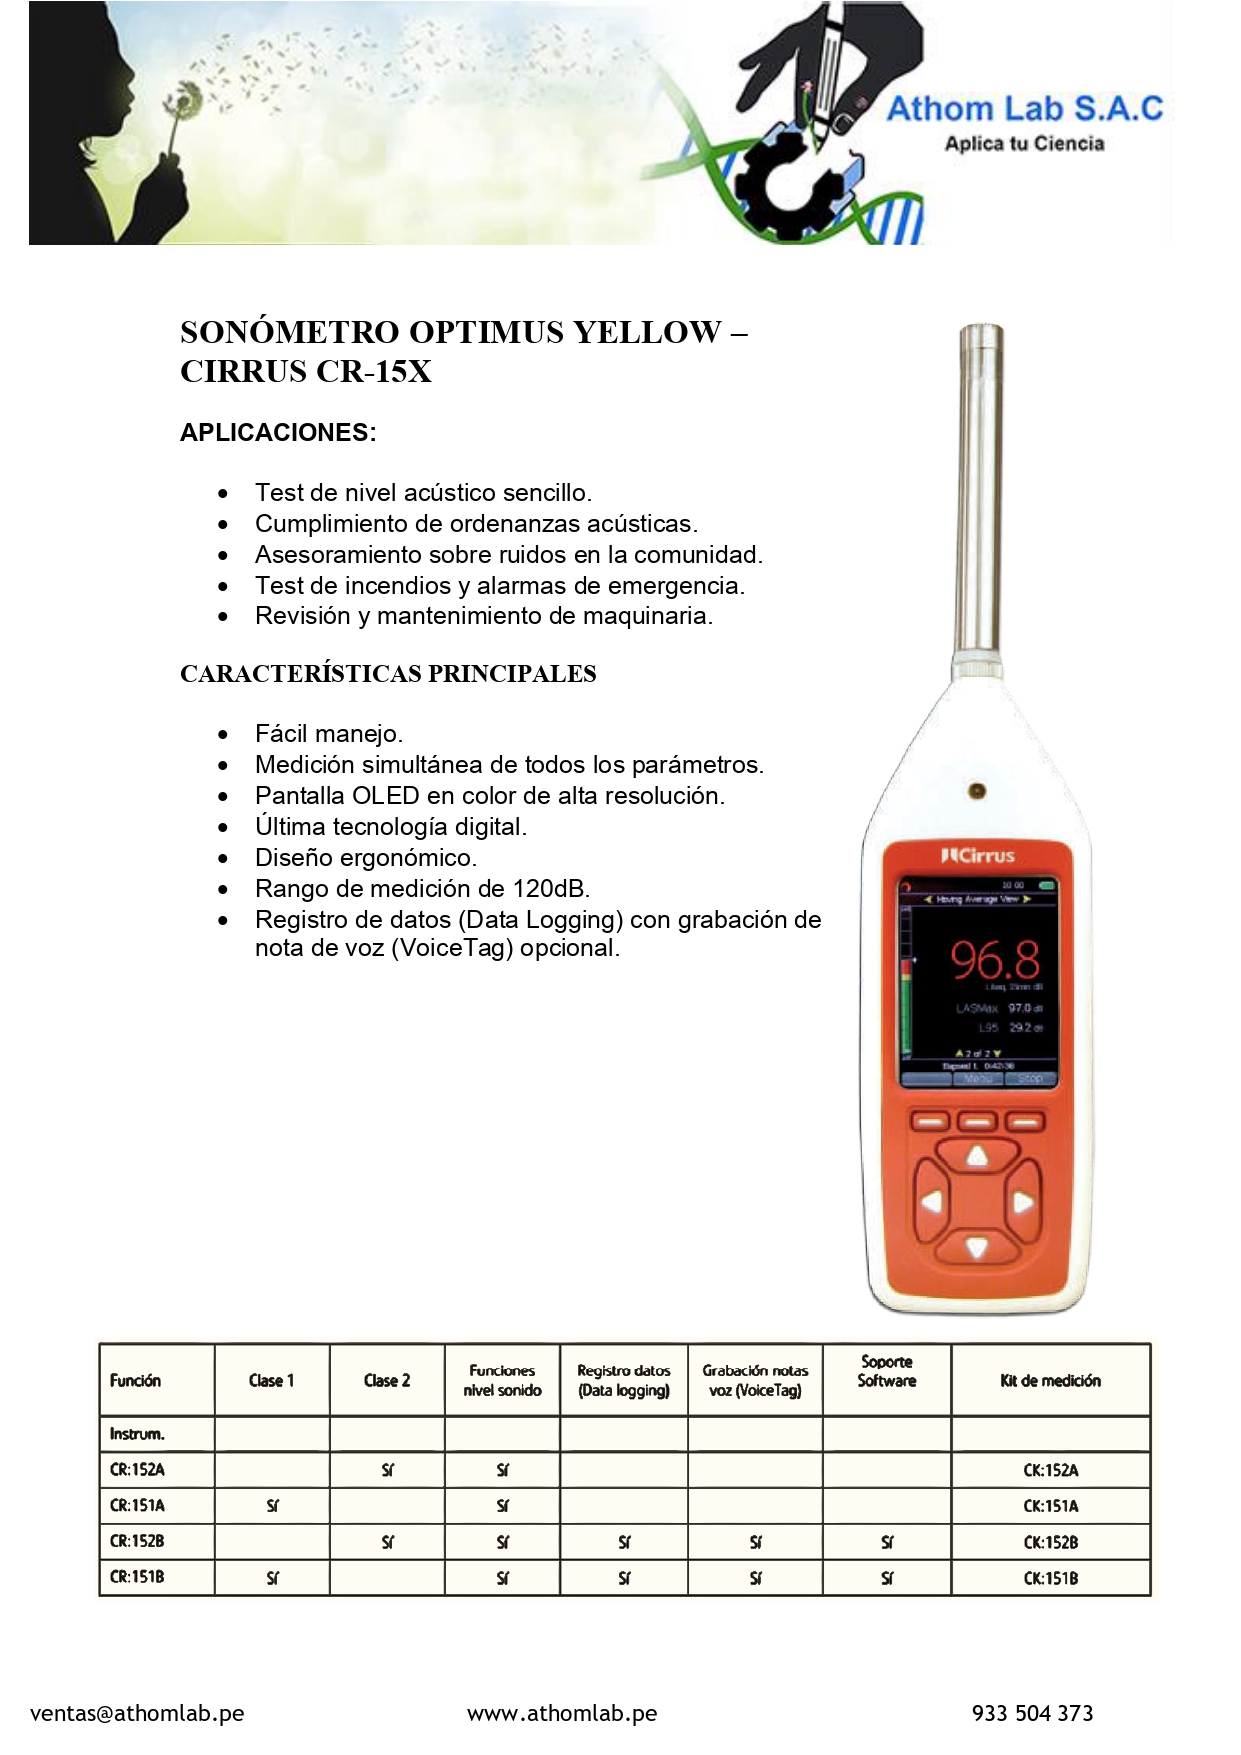 Athom Lab S.A.C
Aplica tu Ciencia
SONÓMETRO OPTIMUS YELLOW –
CIRRUS CR-15X
APLICACIONES:
• Test de nivel acústico sencillo.
• Cumplimiento de ordenanzas acústicas.
• Asesoramiento sobre ruidos en la comunidad.
• Test de incendios y alarmas de emergencia.
• Revisión y mantenimiento de maquinaria.
CARACTERÍSTICAS PRINCIPALES
• Fácil manejo.
• Medición simultánea de todos los parámetros.
• Pantalla OLED en color de alta resolución.
• Última tecnología digital.
• Diseño ergonómico.
• Rango de medición de 120dB.
• Registro de datos (Data Logging) con grabación de
nota de voz (VoiceTag) opcional.
Cirrus
10:00
Moving Average View
96.8
LAeq, 15min dB
LASMax 97.0 dB
L95 29.2 dB
2 of 2
Elapsed t. 0:42:36
Menu Stop
Función Clase 1 Clase 2 Funciones nivel sonido Registro datos (Data logging) Grabación notas voz (VoiceTag) Soporte Software Kit de medición
Instrum.
CR:152A Sí Sí CK:152A
CR:151A Sí Sí CK:151A
CR:152B Sí Sí Sí Sí Sí CK:152B
CR:151B Sí Sí Sí Sí Sí CK:151B
ventas@athomlab.pe www.athomlab.pe 933 504 373